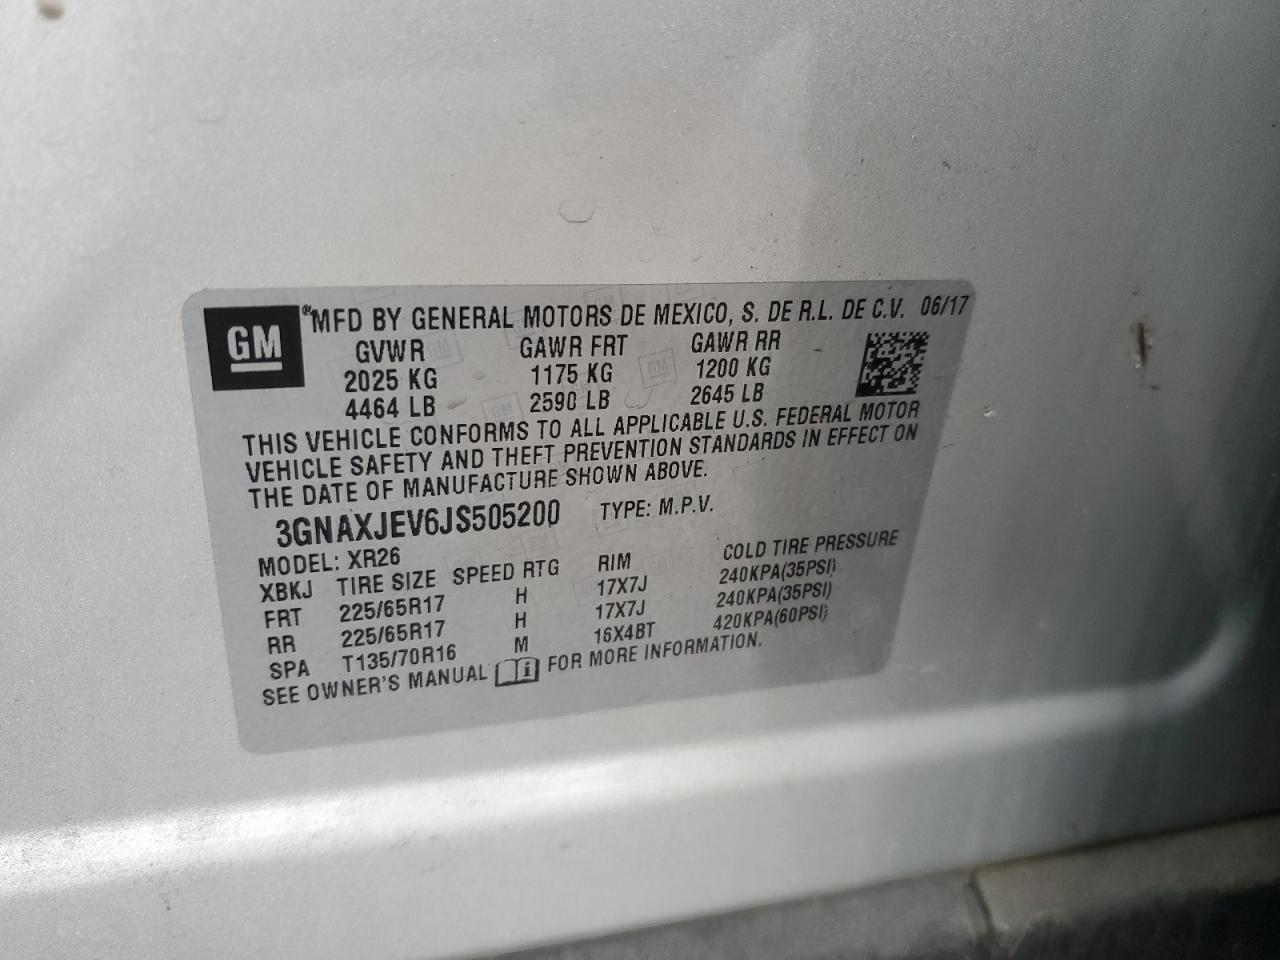 GM
®MFD BY GENERAL MOTORS DE MEXICO, S. DE R.L. DE C.V. 06/17
GVWR GAWR FRT GAWR RR
2025 KG 1175 KG 1200 KG
4464 LB 2590 LB 2645 LB
THIS VEHICLE CONFORMS TO ALL APPLICABLE U.S. FEDERAL MOTOR
VEHICLE SAFETY AND THEFT PREVENTION STANDARDS IN EFFECT ON
THE DATE OF MANUFACTURE SHOWN ABOVE.
3GNAXJEV6JS505200 TYPE: M.P.V.
MODEL: XR26
XBKJ TIRE SIZE SPEED RTG RIM COLD TIRE PRESSURE
FRT 225/65R17 H 17X7J 240KPA(35PSI)
RR 225/65R17 H 17X7J 240KPA(35PSI)
SPA T135/70R16 M 16X4BT 420KPA(60PSI)
SEE OWNER'S MANUAL i FOR MORE INFORMATION.